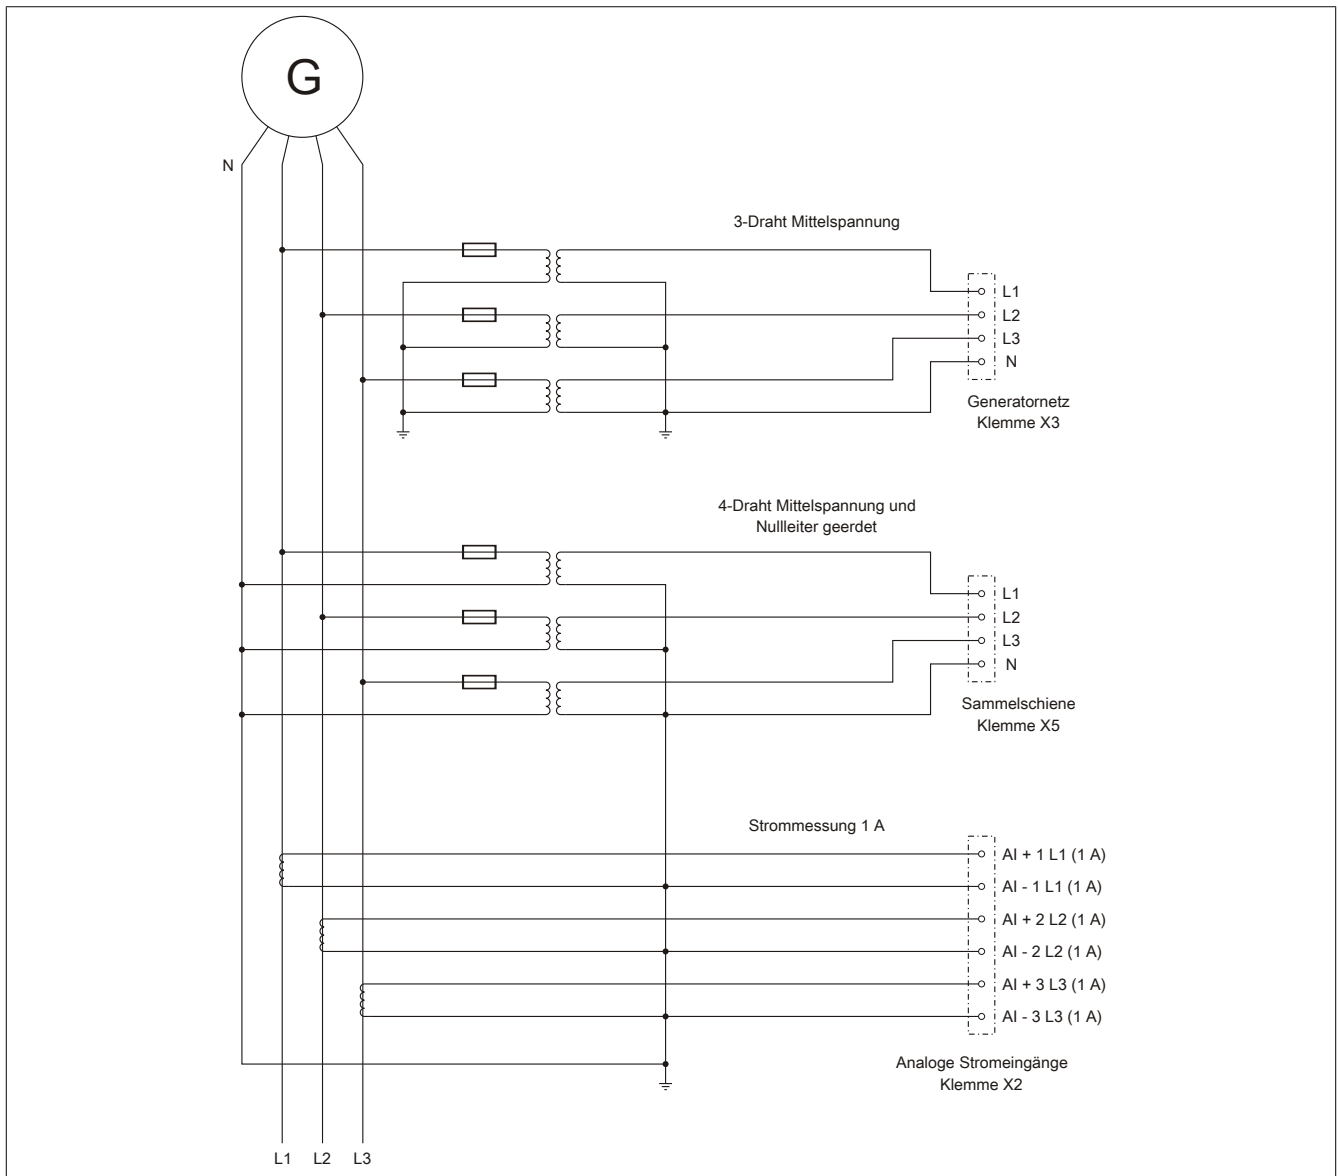 G
N
3-Draht Mittelspannung
L1
L2
L3
N
Generatornetz
Klemme X3
4-Draht Mittelspannung und
Nullleiter geerdet
L1
L2
L3
N
Sammelschiene
Klemme X5
Strommessung 1 A
AI + 1 L1 (1 A)
AI - 1 L1 (1 A)
AI + 2 L2 (1 A)
AI - 2 L2 (1 A)
AI + 3 L3 (1 A)
AI - 3 L3 (1 A)
Analoge Stromeingänge
Klemme X2
L1 L2 L3